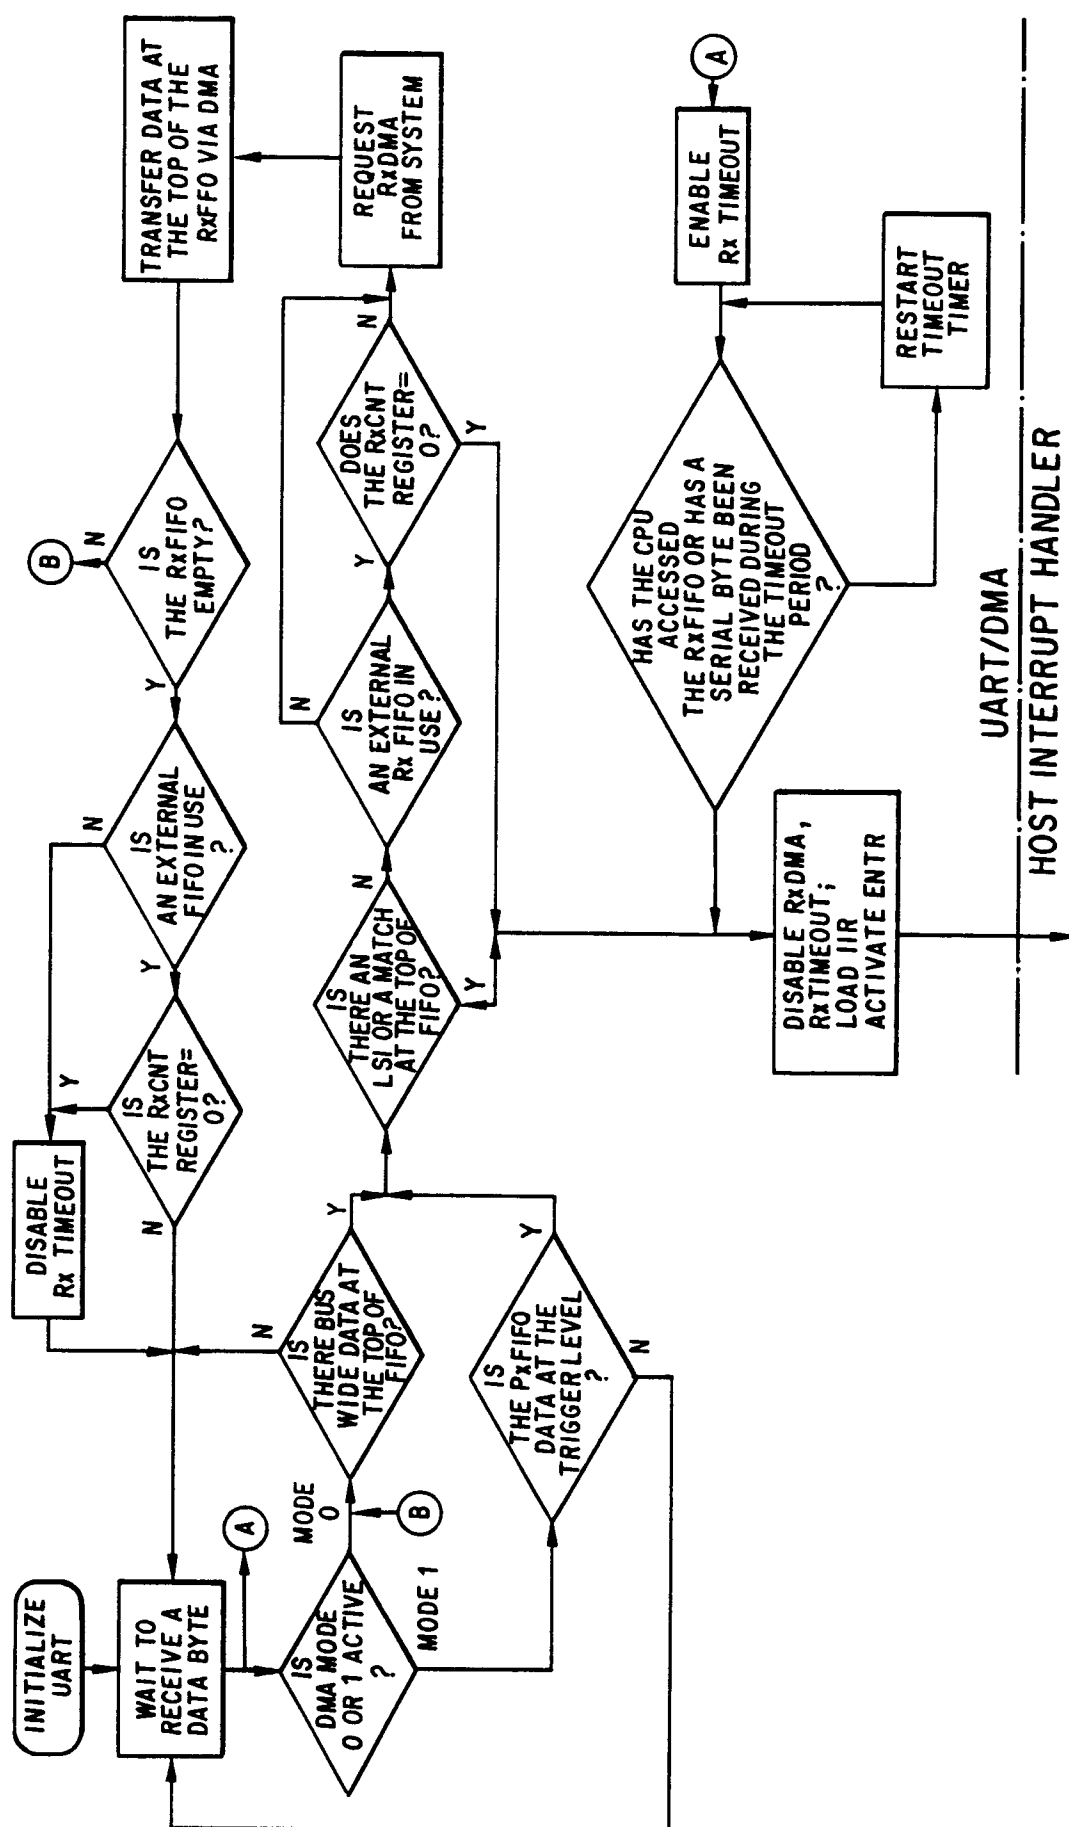 INITIALIZE
UART
WAIT TO
RECEIVE A
DATA BYTE
A
IS
DMA MODE
0 OR 1 ACTIVE
?
MODE
0
MODE 1
B
IS
THERE BUS
WIDE DATA AT
THE TOP OF
FIFO?
N
Y
IS
THE PxFIFO
DATA AT THE
TRIGGER LEVEL
?
Y
N
DISABLE
Rx TIMEOUT
IS
THE RxCNT
REGISTER=
0?
Y
N
IS
AN EXTERNAL
FIFO IN USE
?
N
Y
IS
THE RxFIFO
EMPTY?
N
Y
B
TRANSFER DATA AT
THE TOP OF THE
RxFFO VIA DMA
IS
THERE AN
LSI OR A MATCH
AT THE TOP OF
FIFO?
N
Y
IS
AN EXTERNAL
Rx FIFO IN
USE?
N
Y
DOES
THE RxCNT
REGISTER=
0?
N
Y
REQUEST
RxDMA
FROM SYSTEM
A
ENABLE
Rx TIMEOUT
HAS THE CPU
ACCESSED
THE RxFIFO OR HAS A
SERIAL BYTE BEEN
RECEIVED DURING
THE TIMEOUT
PERIOD
?
RESTART
TIMEOUT
TIMER
DISABLE RxDMA,
RxTIMEOUT;
LOAD IIR
ACTIVATE ENTR
UART/DMA
HOST INTERRUPT HANDLER